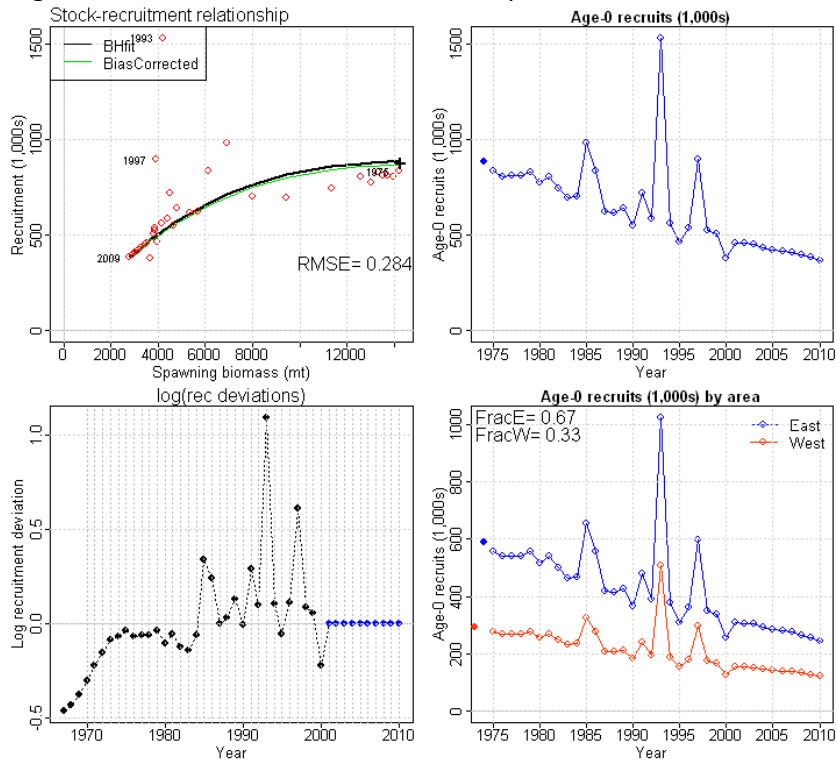 Stock-recruitment relationship
1993
BHfit
BiasCorrected
1997
1975
2009
RMSE= 0.284
Recruitment (1,000s)
0
500
1000
1500
0
2000
4000
6000
8000
12000
Spawning biomass (mt)
Age-0 recruits (1,000s)
Age-0 recruits (1,000s)
0
500
1000
1500
1975
1980
1985
1990
1995
2000
2005
2010
Year
log(rec deviations)
Log recruitment deviation
-0.5
0.0
0.5
1.0
1970
1980
1990
2000
2010
Year
Age-0 recruits (1,000s) by area
FracE= 0.67
FracW= 0.33
East
West
Age-0 recruits (1,000s)
0
200
400
600
800
1000
1975
1980
1985
1990
1995
2000
2005
2010
Year